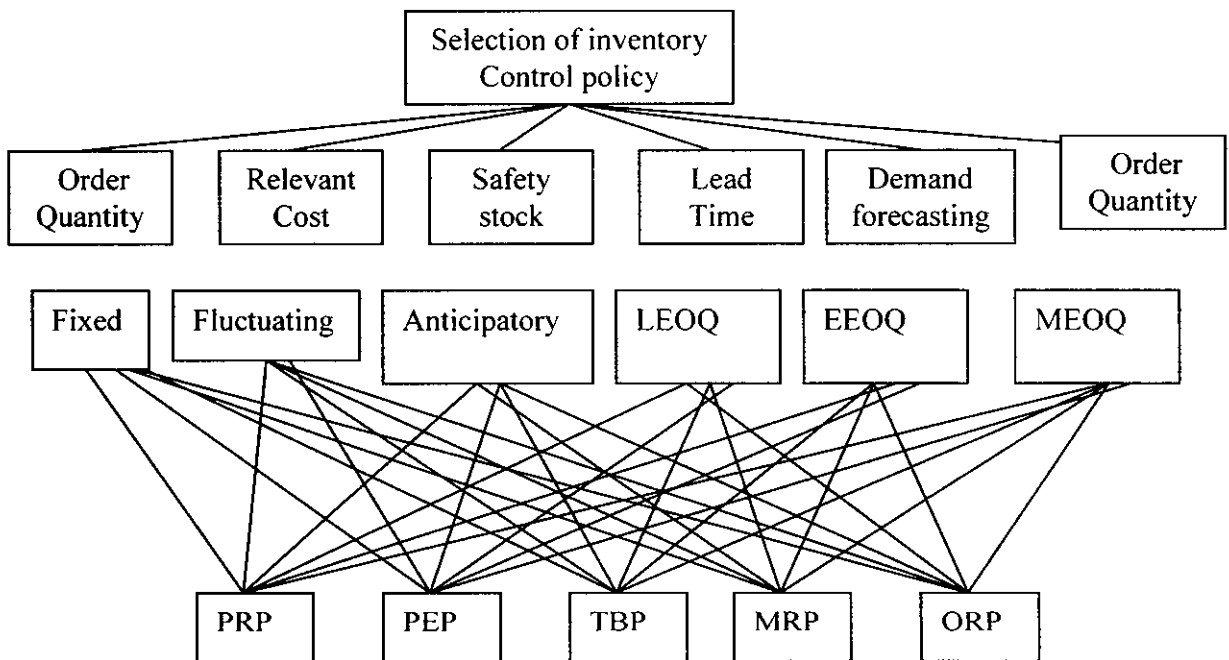 Selection of inventory
Control policy
Order
Quantity
Relevant
Cost
Safety
stock
Lead
Time
Demand
forecasting
Order
Quantity
Fixed
Fluctuating
Anticipatory
LEOQ
EEOQ
MEOQ
PRP
PEP
TBP
MRP
ORP